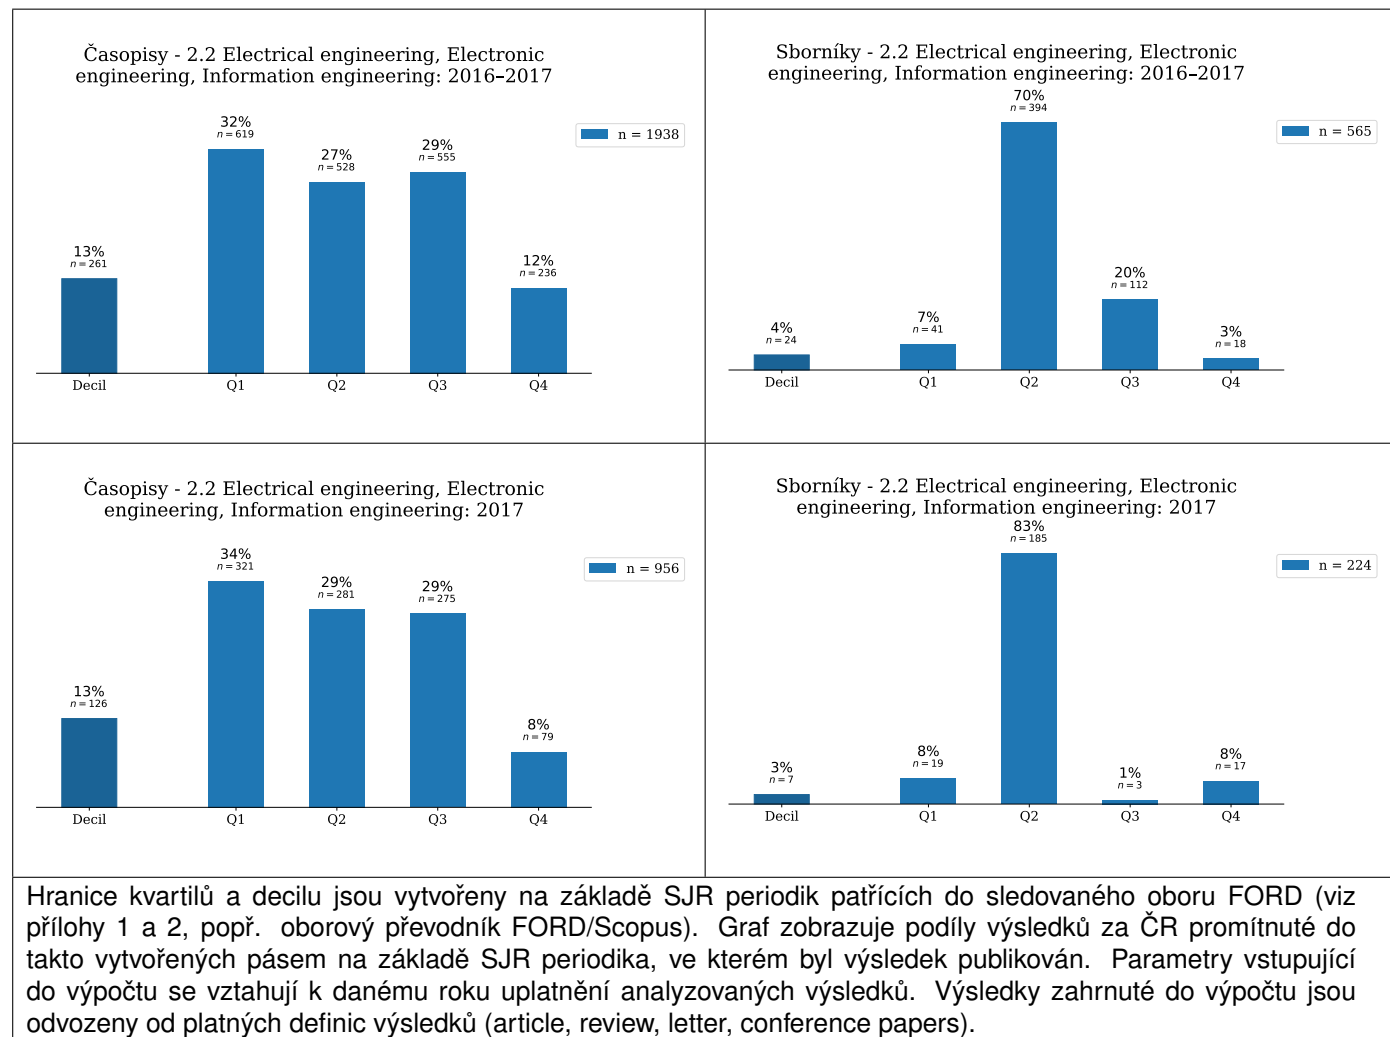 Časopisy - 2.2 Electrical engineering, Electronic
engineering, Information engineering: 2016–2017
32%
n = 619
27%
n = 528
29%
n = 555
13%
n = 261
12%
n = 236
n = 1938
Decil
Q1
Q2
Q3
Q4
Sborníky - 2.2 Electrical engineering, Electronic
engineering, Information engineering: 2016–2017
70%
n = 394
n = 565
20%
n = 112
7%
n = 41
4%
n = 24
3%
n = 18
Decil
Q1
Q2
Q3
Q4
Časopisy - 2.2 Electrical engineering, Electronic
engineering, Information engineering: 2017
34%
n = 321
29%
n = 281
29%
n = 275
n = 956
13%
n = 126
8%
n = 79
Decil
Q1
Q2
Q3
Q4
Sborníky - 2.2 Electrical engineering, Electronic
engineering, Information engineering: 2017
83%
n = 185
n = 224
3%
n = 7
8%
n = 19
1%
n = 3
8%
n = 17
Decil
Q1
Q2
Q3
Q4
Hranice kvartilů a decilu jsou vytvořeny na základě SJR periodik patřících do sledovaného oboru FORD (viz
přílohy 1 a 2, popř. oborový převodník FORD/Scopus). Graf zobrazuje podíly výsledků za ČR promítnuté do
takto vytvořených pásem na základě SJR periodika, ve kterém byl výsledek publikován. Parametry vstupující
do výpočtu se vztahují k danému roku uplatnění analyzovaných výsledků. Výsledky zahrnuté do výpočtu jsou
odvozeny od platných definic výsledků (article, review, letter, conference papers).